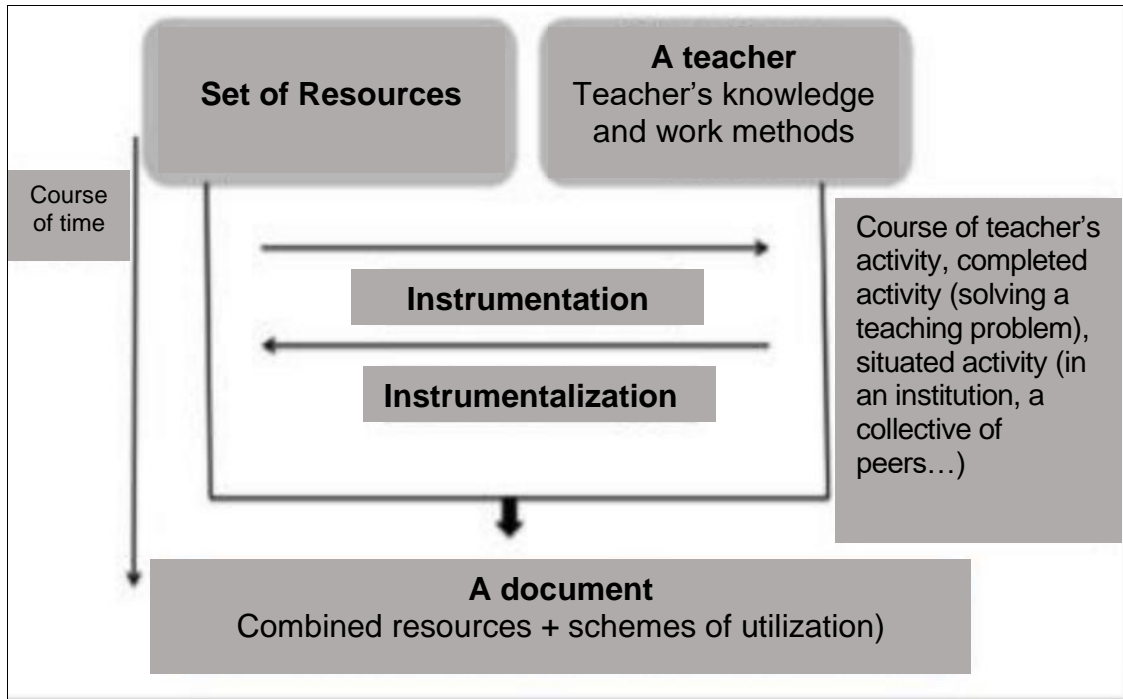 Set of Resources
A teacher
Teacher’s knowledge
and work methods
Course
of time
Instrumentation
Instrumentalization
Course of teacher’s
activity, completed
activity (solving a
teaching problem),
situated activity (in
an institution, a
collective of
peers…)
A document
Combined resources + schemes of utilization)